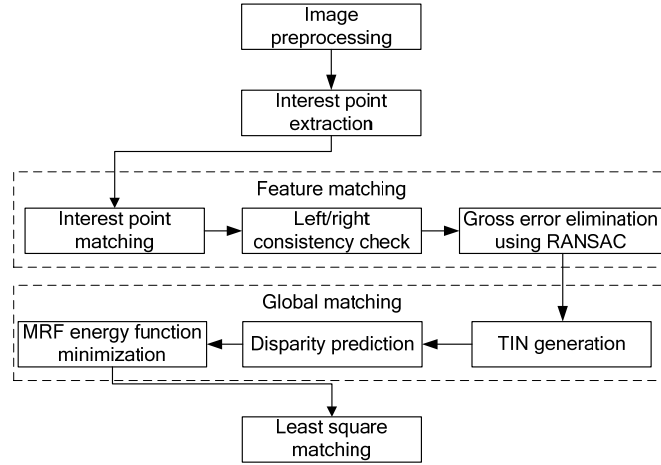 Image
preprocessing
Interest point
extraction
Feature matching
Interest point
matching
Left/right
consistency check
Gross error elimination
using RANSAC
Global matching
MRF energy function
minimization
Disparity prediction
TIN generation
Least square
matching